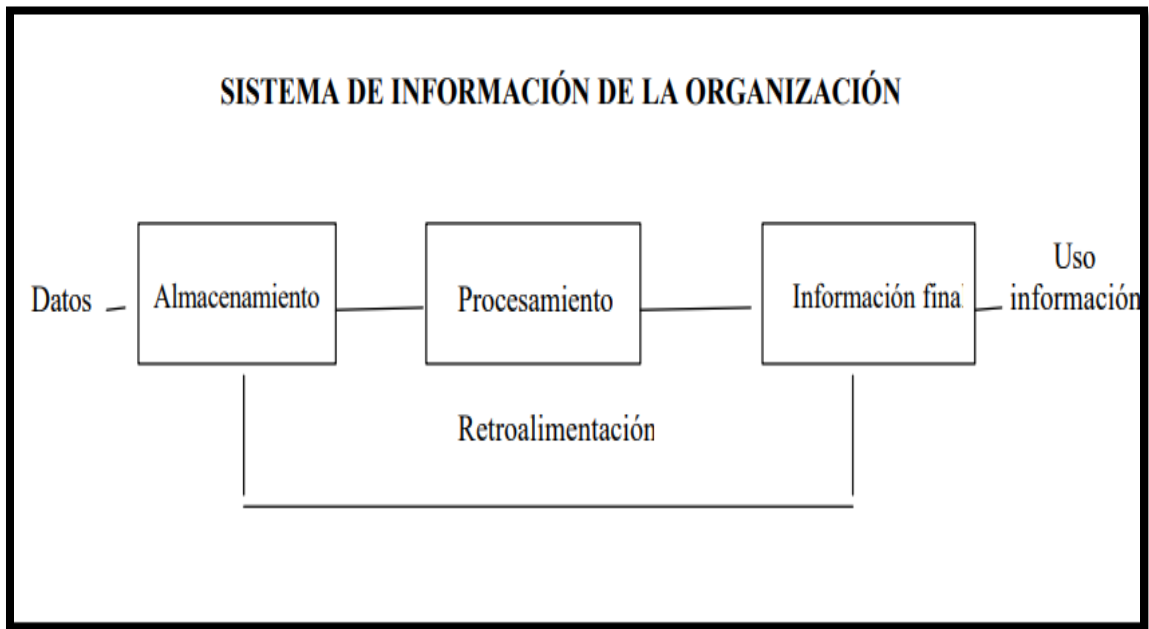 SISTEMA DE INFORMACIÓN DE LA ORGANIZACIÓN
Datos
Almacenamiento
Procesamiento
Información fina
Uso
información
Retroalimentación